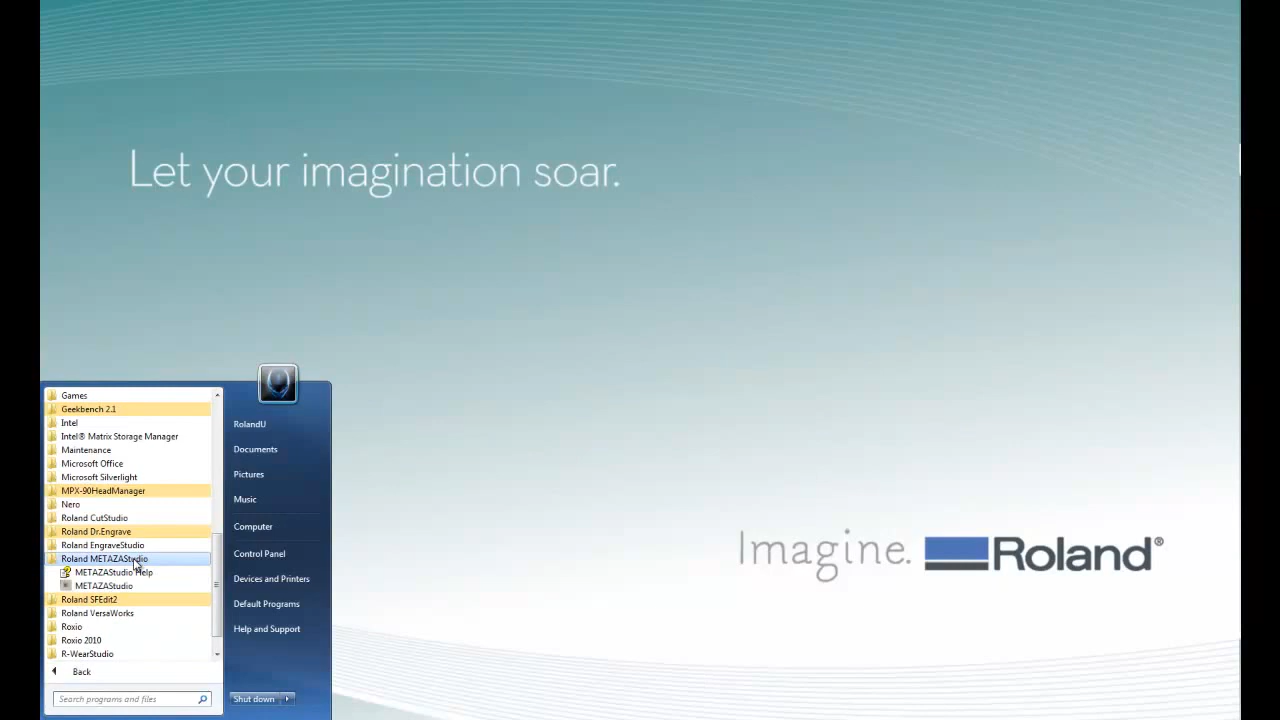 Let your imagination soar.
Imagine. Roland®
Games
Geekbench 2.1
Intel
Intel® Matrix Storage Manager
Maintenance
Microsoft Office
Microsoft Silverlight
MPX-90HeadManager
Nero
Roland CutStudio
Roland Dr.Engrave
Roland EngraveStudio
Roland METAZAStudio
METAZAStudio Help
METAZAStudio
Roland SFEdit2
Roland VersaWorks
Roxio
Roxio 2010
R-WearStudio
Back
Search programs and files
RolandU
Documents
Pictures
Music
Computer
Control Panel
Devices and Printers
Default Programs
Help and Support
Shut down